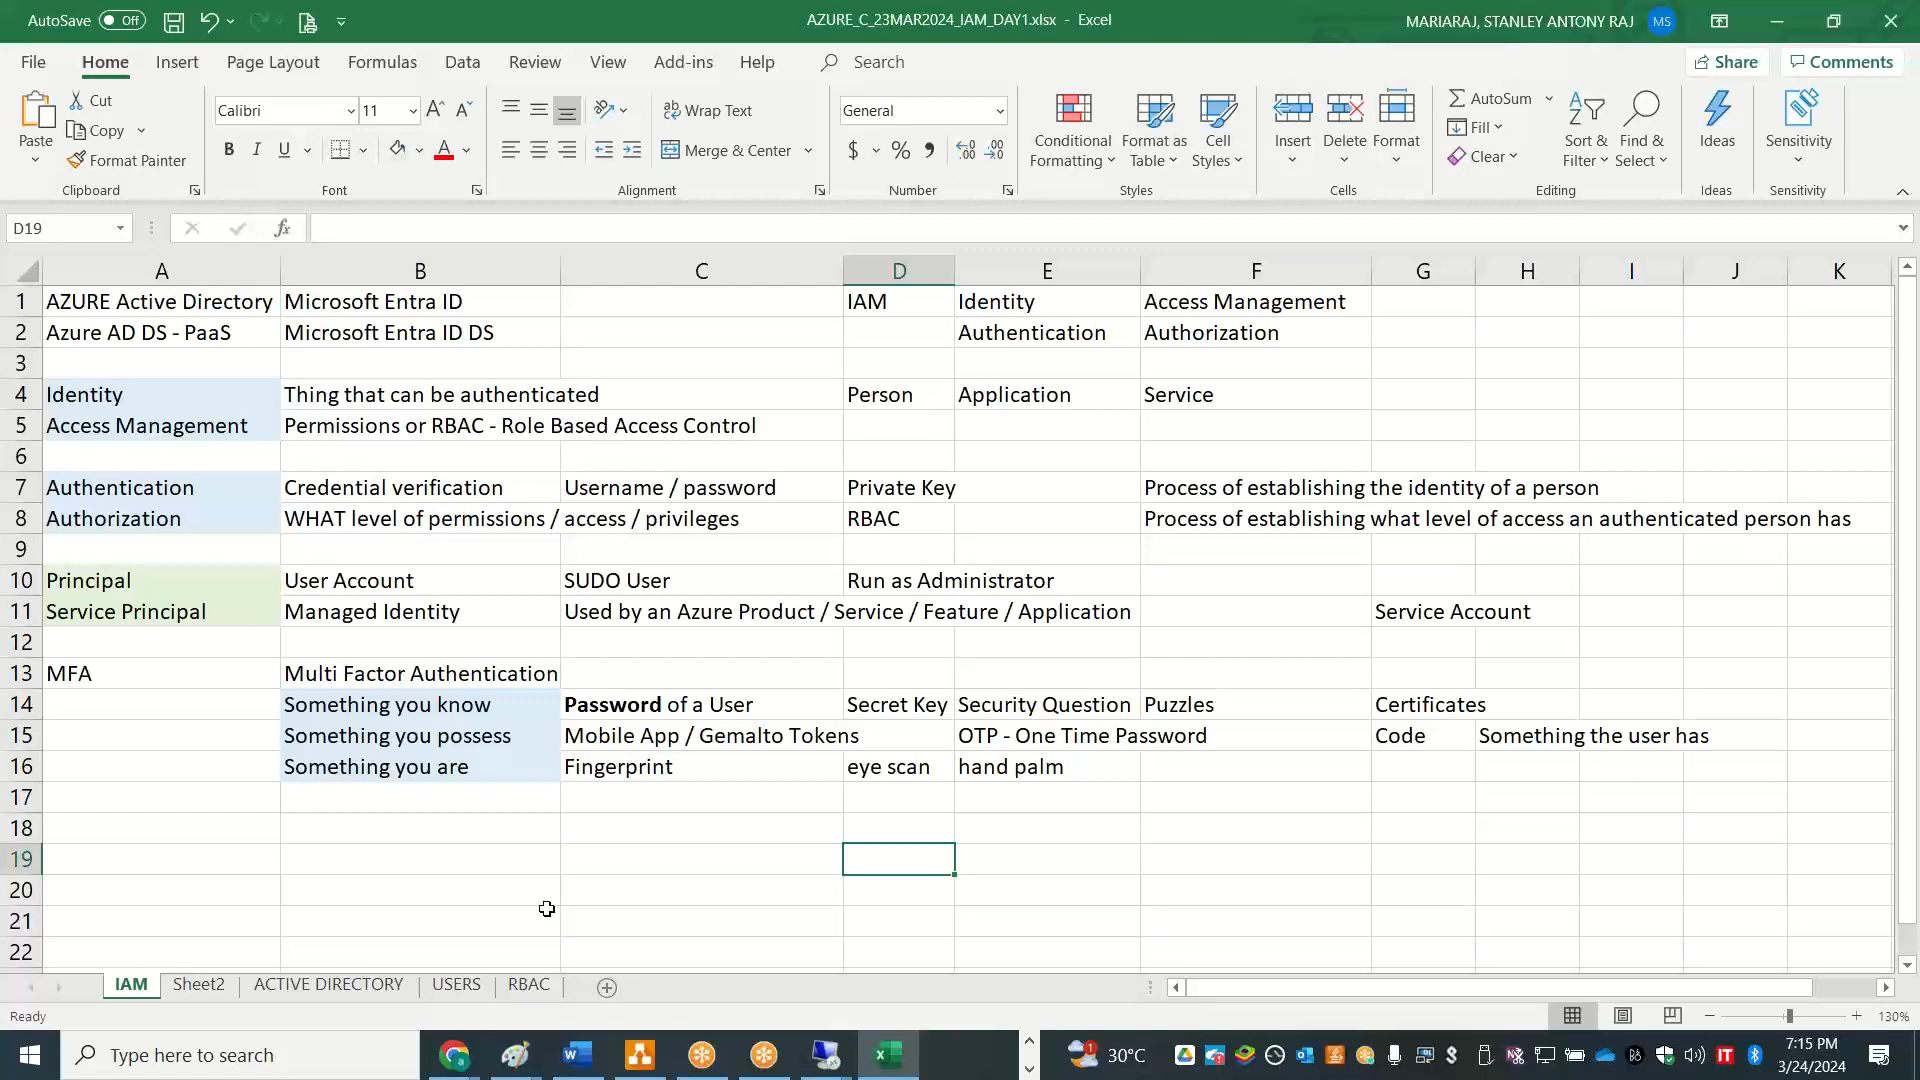 AutoSave Off AZURE_C_23MAR2024_IAM_DAY1.xlsx - Excel MARIARAJ, STANLEY ANTONY RAJ MS
File Home Insert Page Layout Formulas Data Review View Add-ins Help Search Share Comments
Cut Calibri 11 Wrap Text General AutoSum
Copy Fill
Paste Format Painter Merge & Center Conditional Formatting Format as Table Cell Styles Insert Delete Format Clear Sort & Filter Find & Select Ideas Sensitivity
Clipboard Font Alignment Number Styles Cells Editing Ideas Sensitivity
D19 fx
A B C D E F G H I J K
1 AZURE Active Directory Microsoft Entra ID IAM Identity Access Management
2 Azure AD DS - PaaS Microsoft Entra ID DS Authentication Authorization
3
4 Identity Thing that can be authenticated Person Application Service
5 Access Management Permissions or RBAC - Role Based Access Control
6
7 Authentication Credential verification Username / password Private Key Process of establishing the identity of a person
8 Authorization WHAT level of permissions / access / privileges RBAC Process of establishing what level of access an authenticated person has
9
10 Principal User Account SUDO User Run as Administrator
11 Service Principal Managed Identity Used by an Azure Product / Service / Feature / Application Service Account
12
13 MFA Multi Factor Authentication
14 Something you know Password of a User Secret Key Security Question Puzzles Certificates
15 Something you possess Mobile App / Gemalto Tokens OTP - One Time Password Code Something the user has
16 Something you are Fingerprint eye scan hand palm
17
18
19
20
21
22
IAM Sheet2 ACTIVE DIRECTORY USERS RBAC
Ready 130%
Type here to search 30°C 7:15 PM
3/24/2024